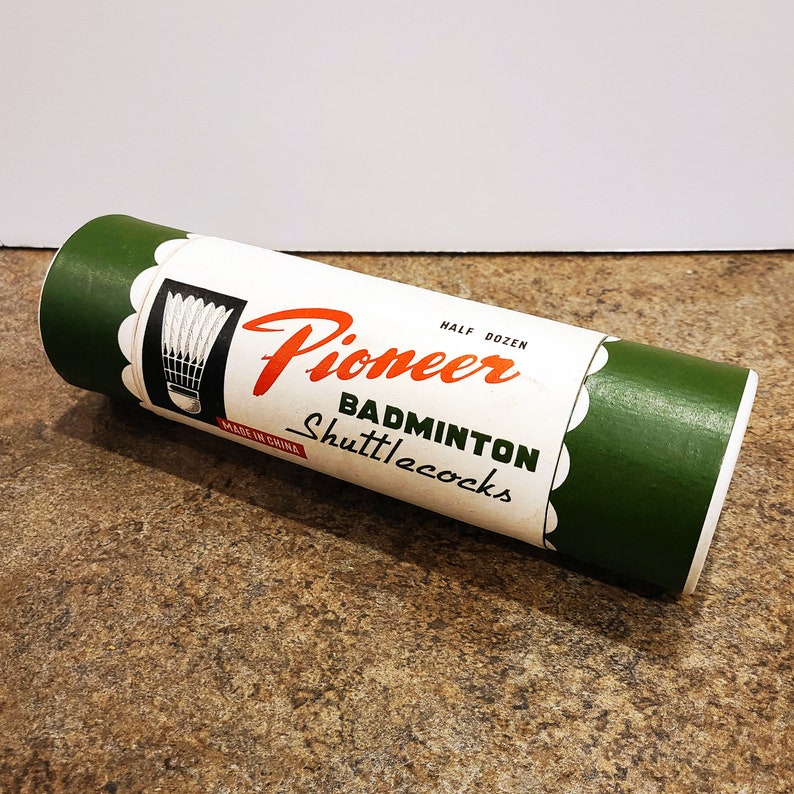 HALF DOZEN
Pioneer
BADMINTON
Shuttlecocks
MADE IN CHINA